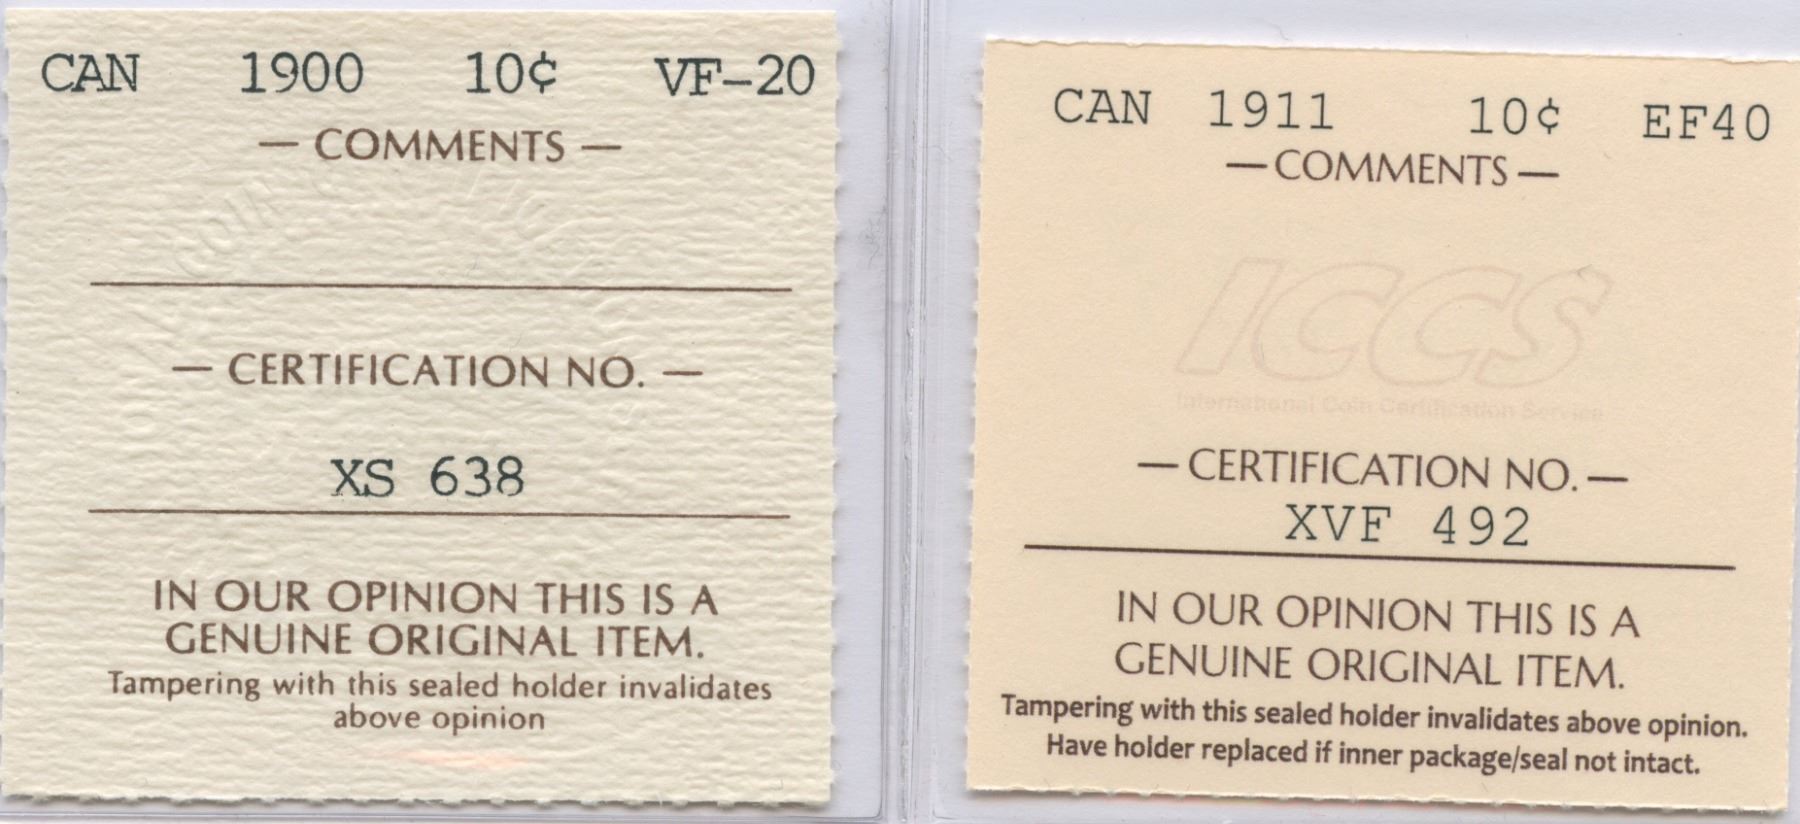 CAN 1900 10¢ VF-20
— COMMENTS —
— CERTIFICATION NO. —
XS 638
IN OUR OPINION THIS IS A
GENUINE ORIGINAL ITEM.
Tampering with this sealed holder invalidates
above opinion
CAN 1911 10¢ EF40
— COMMENTS —
ICCS
International Coin Certification Service
— CERTIFICATION NO. —
XVF 492
IN OUR OPINION THIS IS A
GENUINE ORIGINAL ITEM.
Tampering with this sealed holder invalidates above opinion.
Have holder replaced if inner package/seal not intact.